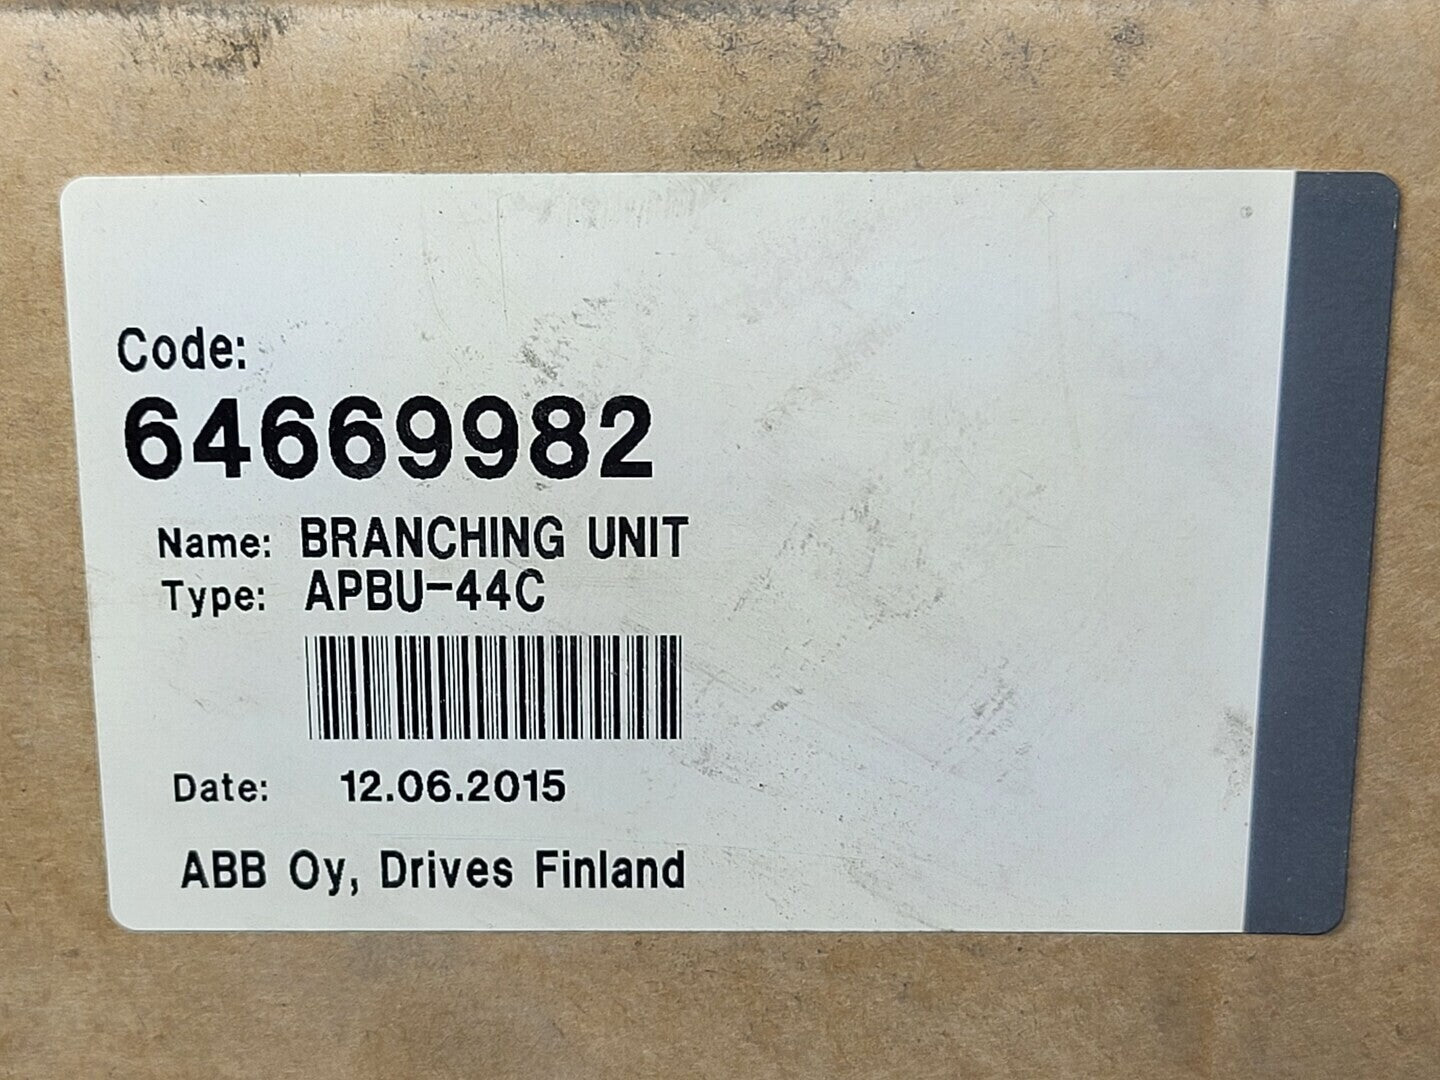 Code:
64669982
Name: BRANCHING UNIT
Type: APBU-44C
Date: 12.06.2015
ABB Oy, Drives Finland